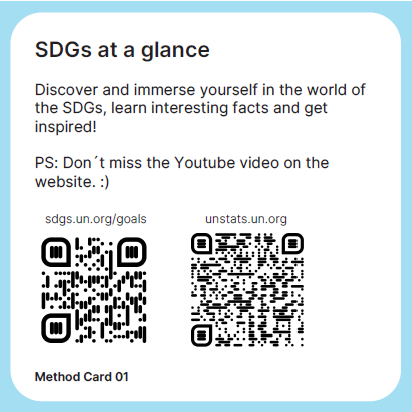 SDGs at a glance
Discover and immerse yourself in the world of
the SDGs, learn interesting facts and get
inspired!
PS: Don´t miss the Youtube video on the
website. :)
sdgs.un.org/goals
unstats.un.org
Method Card 01